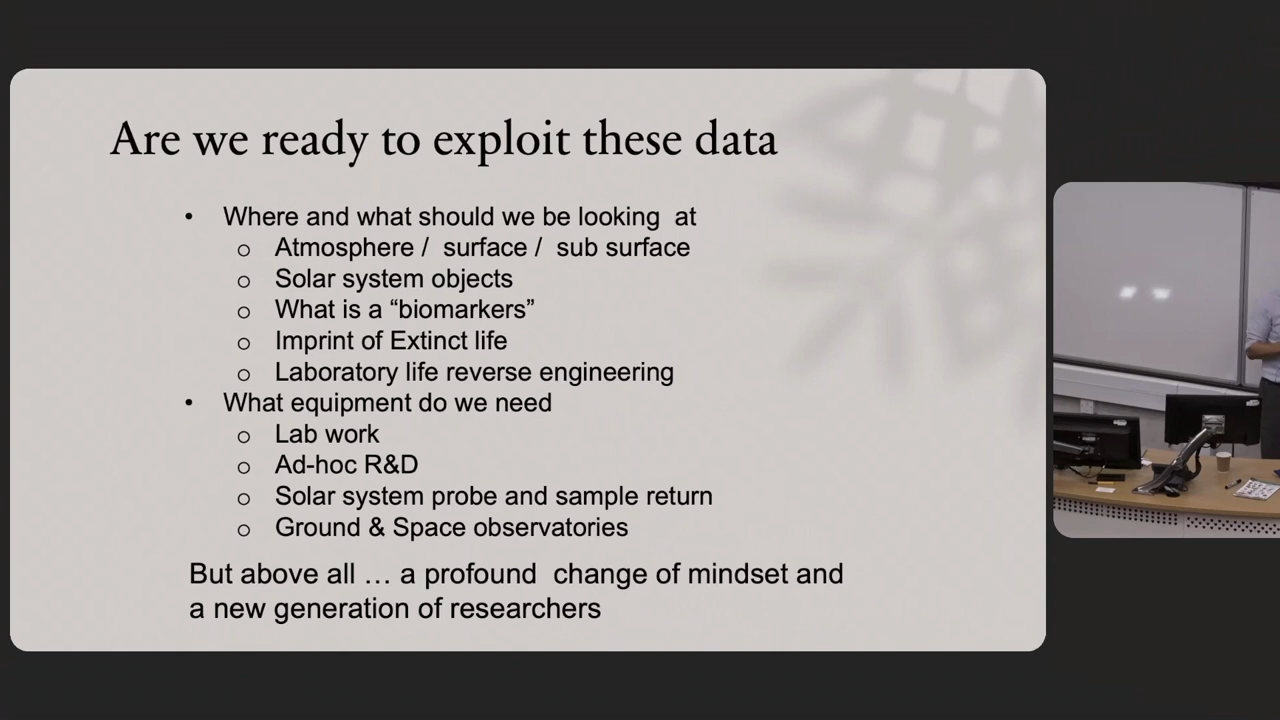 Are we ready to exploit these data
• Where and what should we be looking at
o Atmosphere / surface / sub surface
o Solar system objects
o What is a “biomarkers”
o Imprint of Extinct life
o Laboratory life reverse engineering
• What equipment do we need
o Lab work
o Ad-hoc R&D
o Solar system probe and sample return
o Ground & Space observatories
But above all … a profound change of mindset and
a new generation of researchers